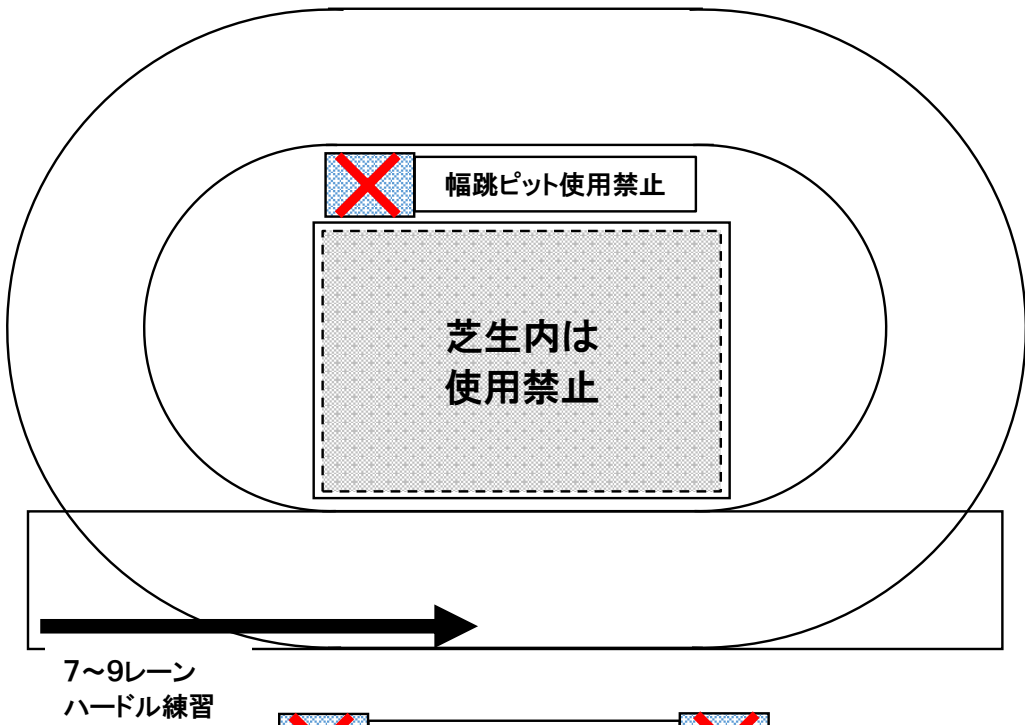 幅跳ピット使用禁止
芝生内は
使用禁止
7~9レーン
ハードル練習